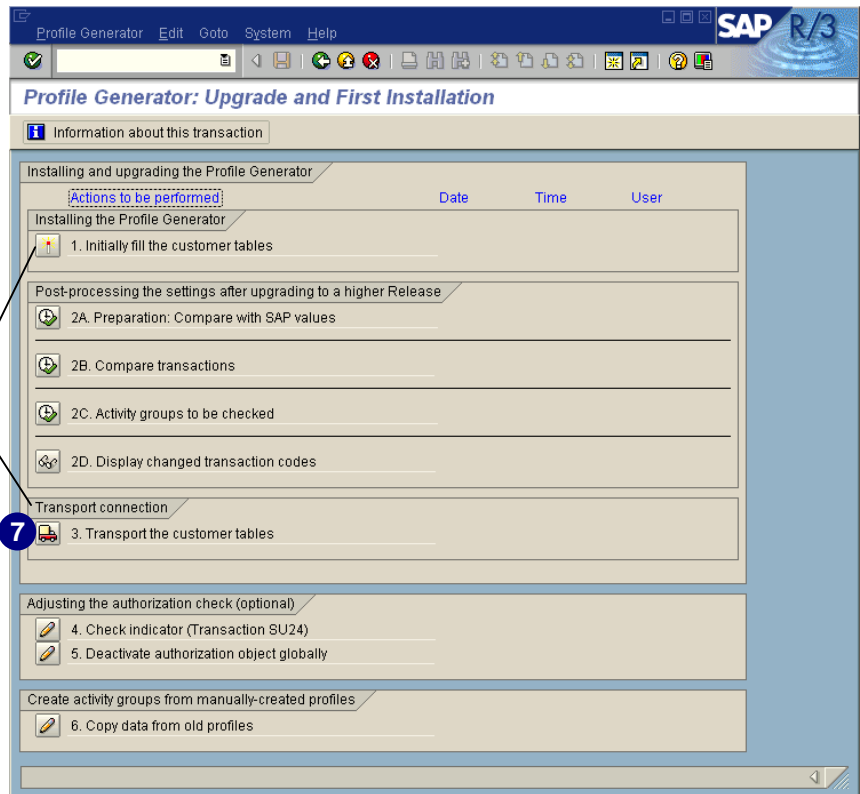 Profile Generator Edit Goto System Help
SAP R/3
Profile Generator: Upgrade and First Installation
Information about this transaction
Installing and upgrading the Profile Generator
Actions to be performed Date Time User
Installing the Profile Generator
1. Initially fill the customer tables
Post-processing the settings after upgrading to a higher Release
2A. Preparation: Compare with SAP values
2B. Compare transactions
2C. Activity groups to be checked
2D. Display changed transaction codes
Transport connection
7 3. Transport the customer tables
Adjusting the authorization check (optional)
4. Check indicator (Transaction SU24)
5. Deactivate authorization object globally
Create activity groups from manually-created profiles
6. Copy data from old profiles